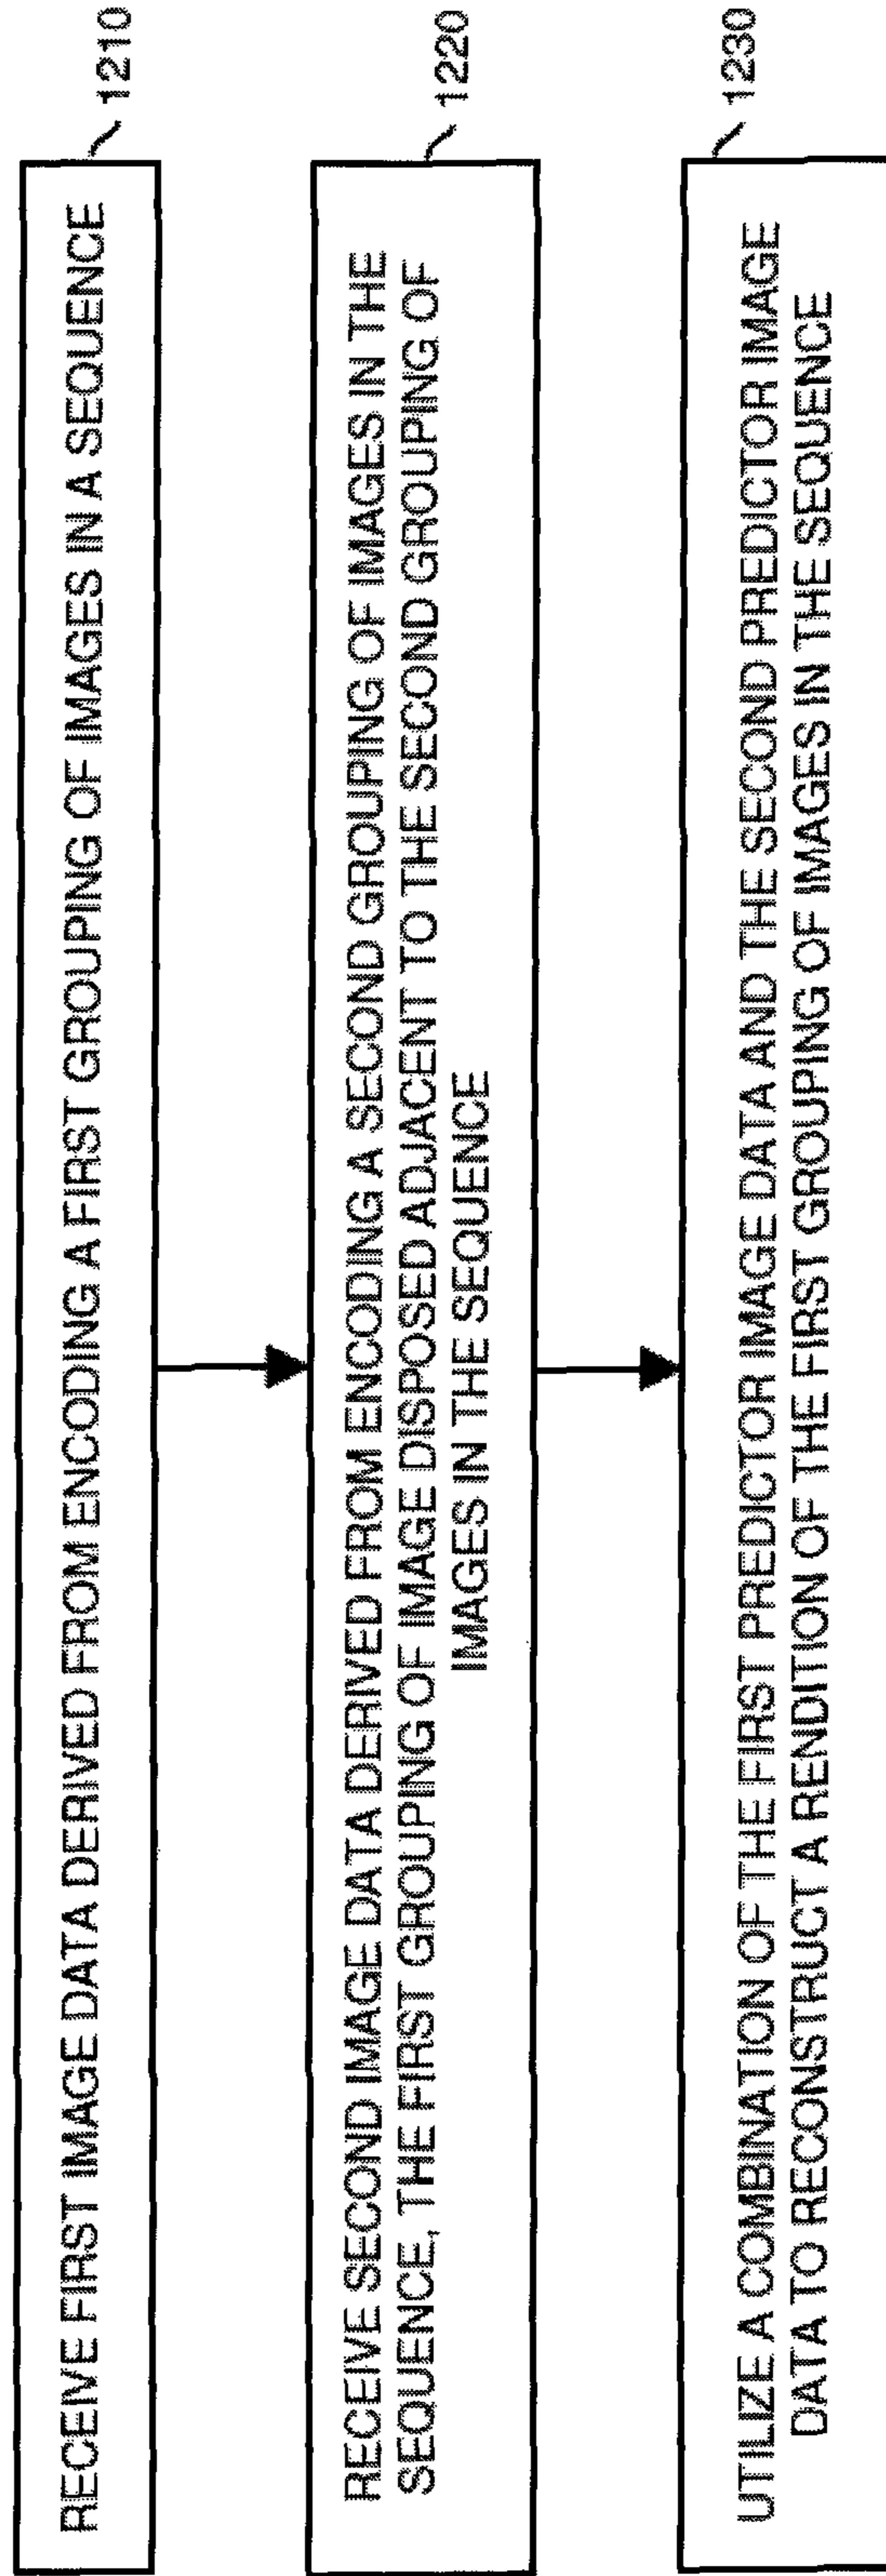 RECEIVE FIRST IMAGE DATA DERIVED FROM ENCODING A FIRST GROUPING OF IMAGES IN A SEQUENCE
1210
RECEIVE SECOND IMAGE DATA DERIVED FROM ENCODING A SECOND GROUPING OF IMAGES IN THE
SEQUENCE, THE FIRST GROUPING OF IMAGE DISPOSED ADJACENT TO THE SECOND GROUPING OF
IMAGES IN THE SEQUENCE
1220
UTILIZE A COMBINATION OF THE FIRST PREDICTOR IMAGE DATA AND THE SECOND PREDICTOR IMAGE
DATA TO RECONSTRUCT A RENDITION OF THE FIRST GROUPING OF IMAGES IN THE SEQUENCE
1230